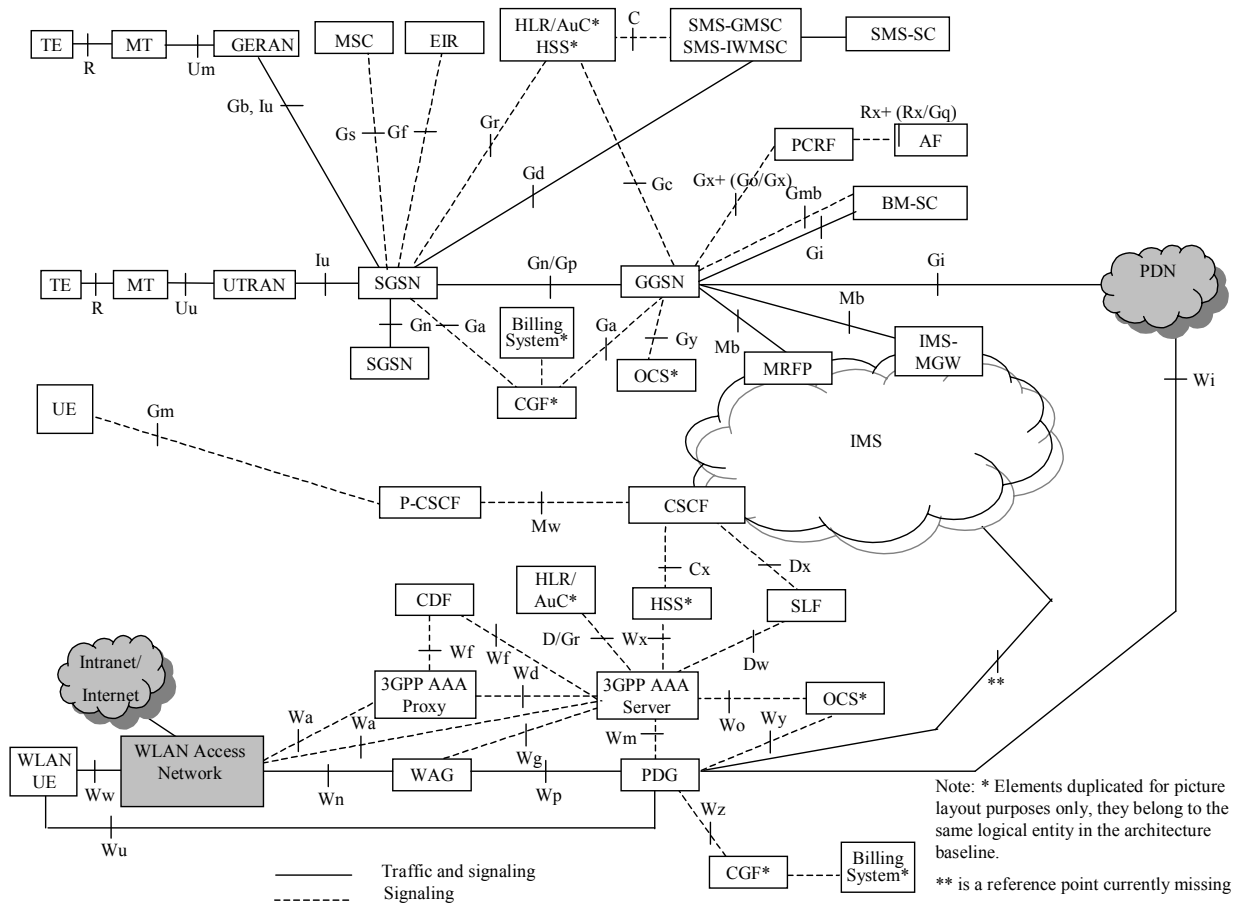 HLR/AuC*
HSS*
C
SMS-GMSC
SMS-IWMSC
SMS-SC
TE
R
MT
Um
GERAN
MSC
EIR
Gb, Iu
Gs
Gf
Gr
Gd
Gc
Rx+ (Rx/Gq)
PCRF
AF
Gx+ (Go/Gx)
Gmb
BM-SC
Gi
TE
R
MT
Uu
UTRAN
Iu
SGSN
Gn/Gp
GGSN
Gi
PDN
Gn
Ga
Billing
System*
Ga
Gy
Mb
Mb
SGSN
CGF*
OCS*
MRFP
IMS-
MGW
Wi
UE
Gm
IMS
P-CSCF
Mw
CSCF
Cx
Dx
CDF
HLR/
AuC*
HSS*
SLF
Wf
Wf
D/Gr
Wx
Dw
Intranet/
Internet
3GPP AAA
Proxy
Wd
3GPP AAA
Server
Wo
OCS*
**
Wa
Wa
Wg
Wm
Wy
WLAN
UE
Ww
WLAN Access
Network
Wn
WAG
Wp
PDG
Wu
Wz
CGF*
Billing
System*
Note: * Elements duplicated for picture
layout purposes only, they belong to the
same logical entity in the architecture
baseline.
** is a reference point currently missing
Traffic and signaling
Signaling